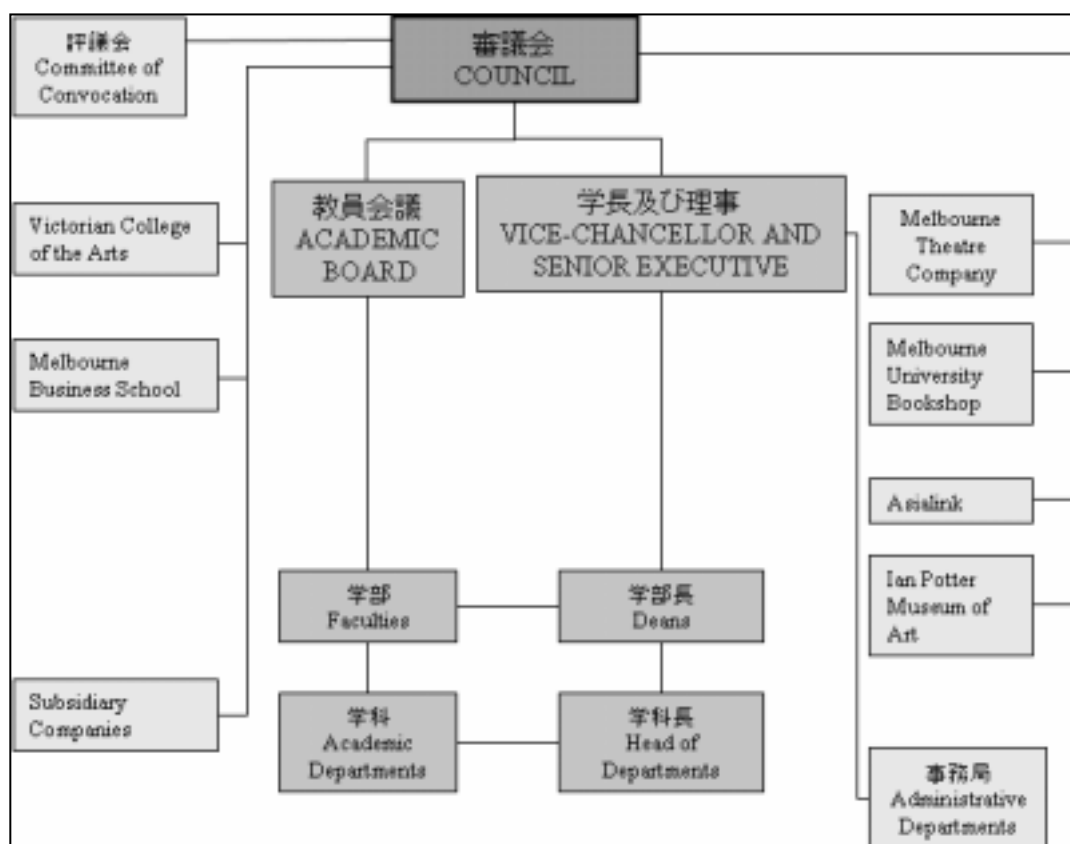 評議会
Committee of
Convocation
審議会
COUNCIL
教員会議
ACADEMIC
BOARD
学長及び理事
VICE-CHANCELLOR AND
SENIOR EXECUTIVE
Victorian College
of the Arts
Melbourne
Theatre
Company
Melbourne
Business School
Melbourne
University
Bookshop
Asialink
学部
Faculties
学部長
Deans
Ian Potter
Museum of
Art
Subsidiary
Companies
学科
Academic
Departments
学科長
Head of
Departments
事務局
Administrative
Departments